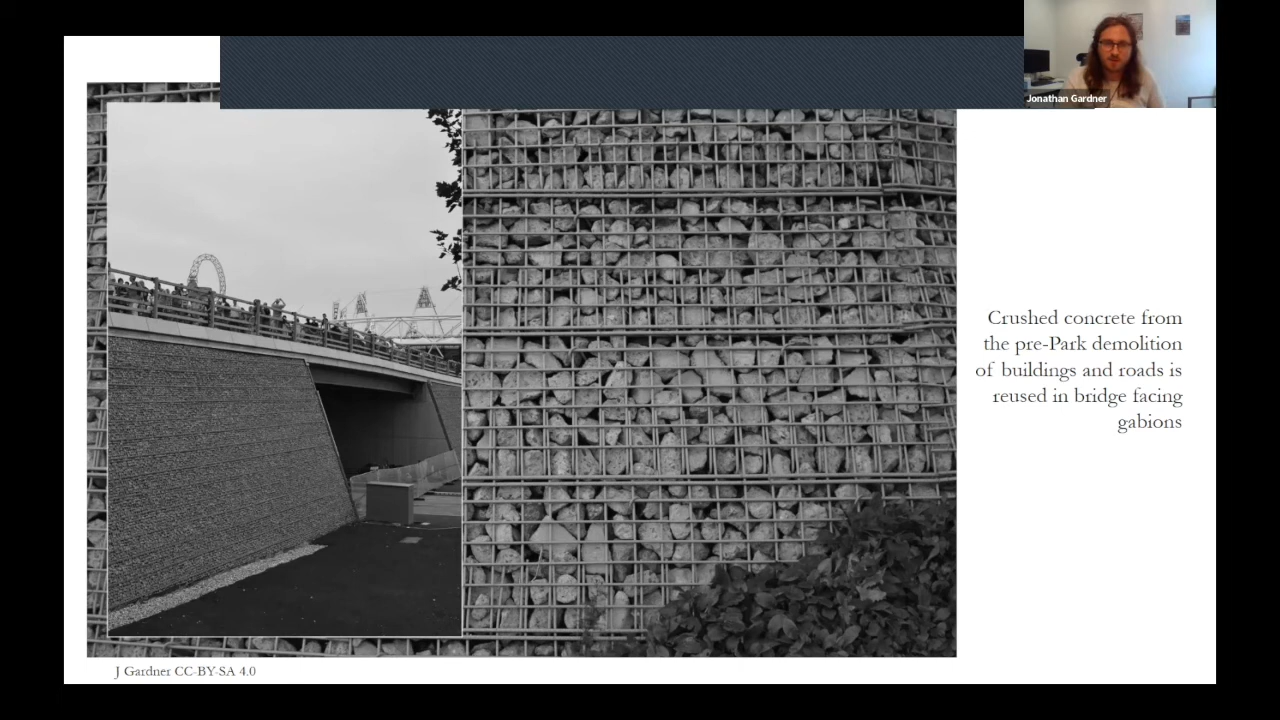 Jonathan Gardner
Crushed concrete from
the pre-Park demolition
of buildings and roads is
reused in bridge facing
gabions
J Gardner CC-BY-SA 4.0